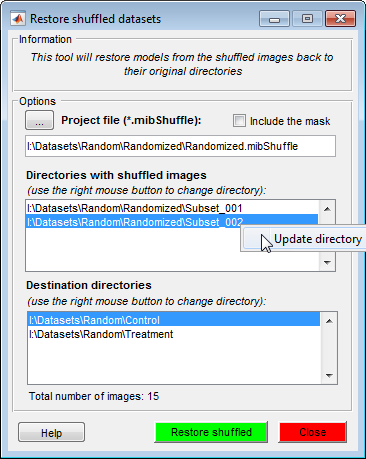 Restore shuffled datasets
Information
This tool will restore models from the shuffled images back to
their original directories
Options
...
Project file (*.mibShuffle):
Include the mask
I:\Datasets\Random\Randomized\Randomized.mibShuffle
Directories with shuffled images
(use the right mouse button to change directory):
I:\Datasets\Random\Randomized\Subset_001
I:\Datasets\Random\Randomized\Subset_002
Update directory
Destination directories
(use the right mouse button to change directory):
I:\Datasets\Random\Control
I:\Datasets\Random\Treatment
Total number of images: 15
Help
Restore shuffled
Close